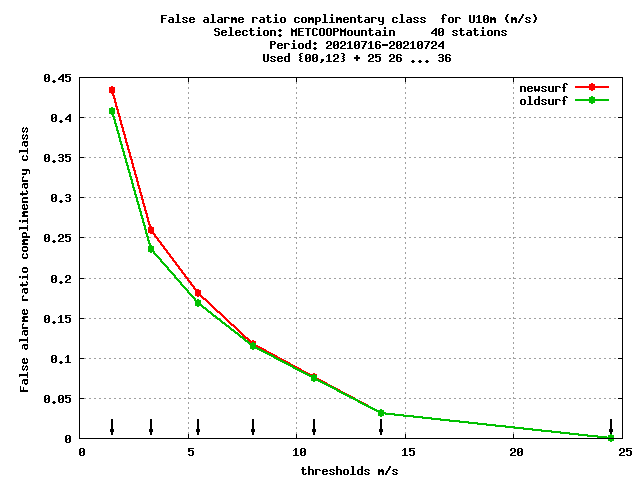 False alarme ratio complimentary class  for U10m (m/s)
Selection: METCOOPMountain     40 stations
Period: 20210716-20210724
Used {00,12} + 25 26 ... 36
newsurf
oldsurf
False alarme ratio complimentary class
0.45
0.4
0.35
0.3
0.25
0.2
0.15
0.1
0.05
0
0 5 10 15 20 25
thresholds m/s